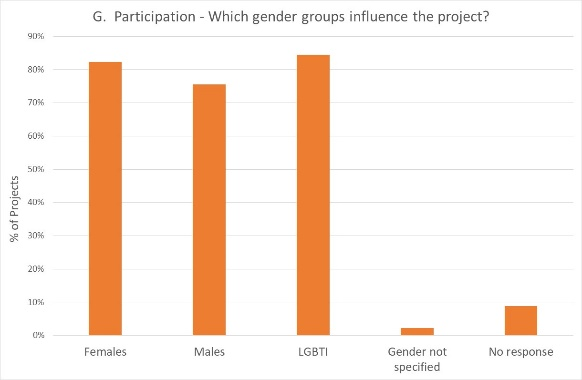 G.  Participation - Which gender groups influence the project?
90%
80%
70%
60%
50%
40%
30%
20%
10%
0%
% of Projects
Females
Males
LGBTI
Gender not
specified
No response